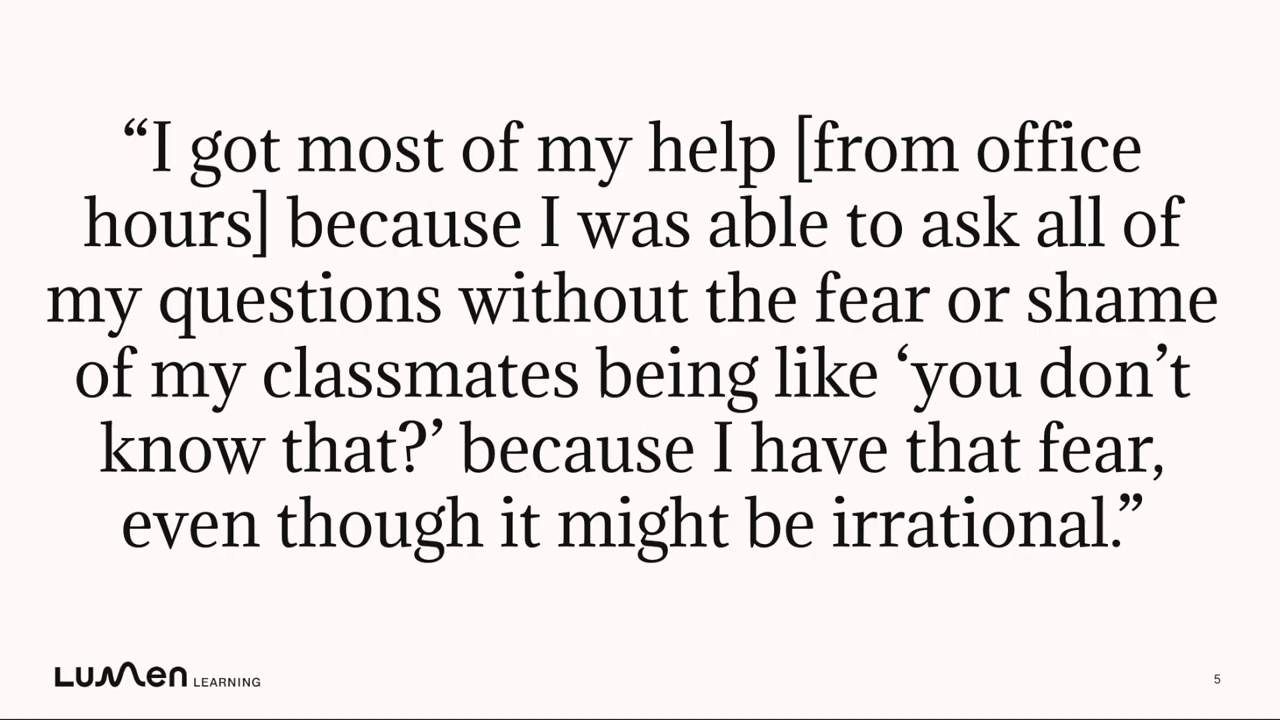 “I got most of my help [from office
hours] because I was able to ask all of
my questions without the fear or shame
of my classmates being like ‘you don’t
know that?’ because I have that fear,
even though it might be irrational.”
Lumen LEARNING
5